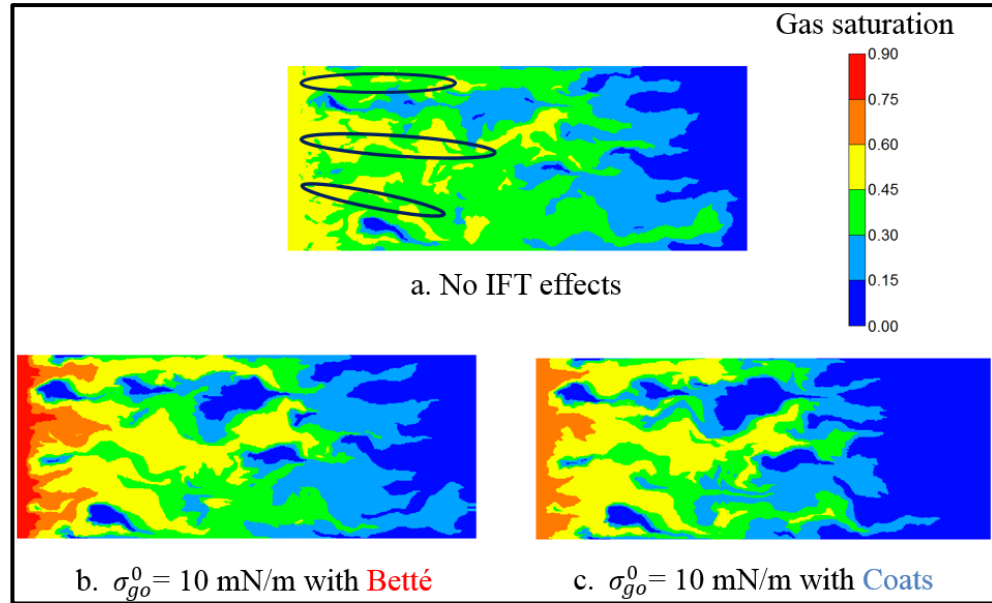 Gas saturation
0.90
0.75
0.60
0.45
0.30
0.15
0.00
a. No IFT effects
b. σ⁰go= 10 mN/m with Betté
c. σ⁰go= 10 mN/m with Coats